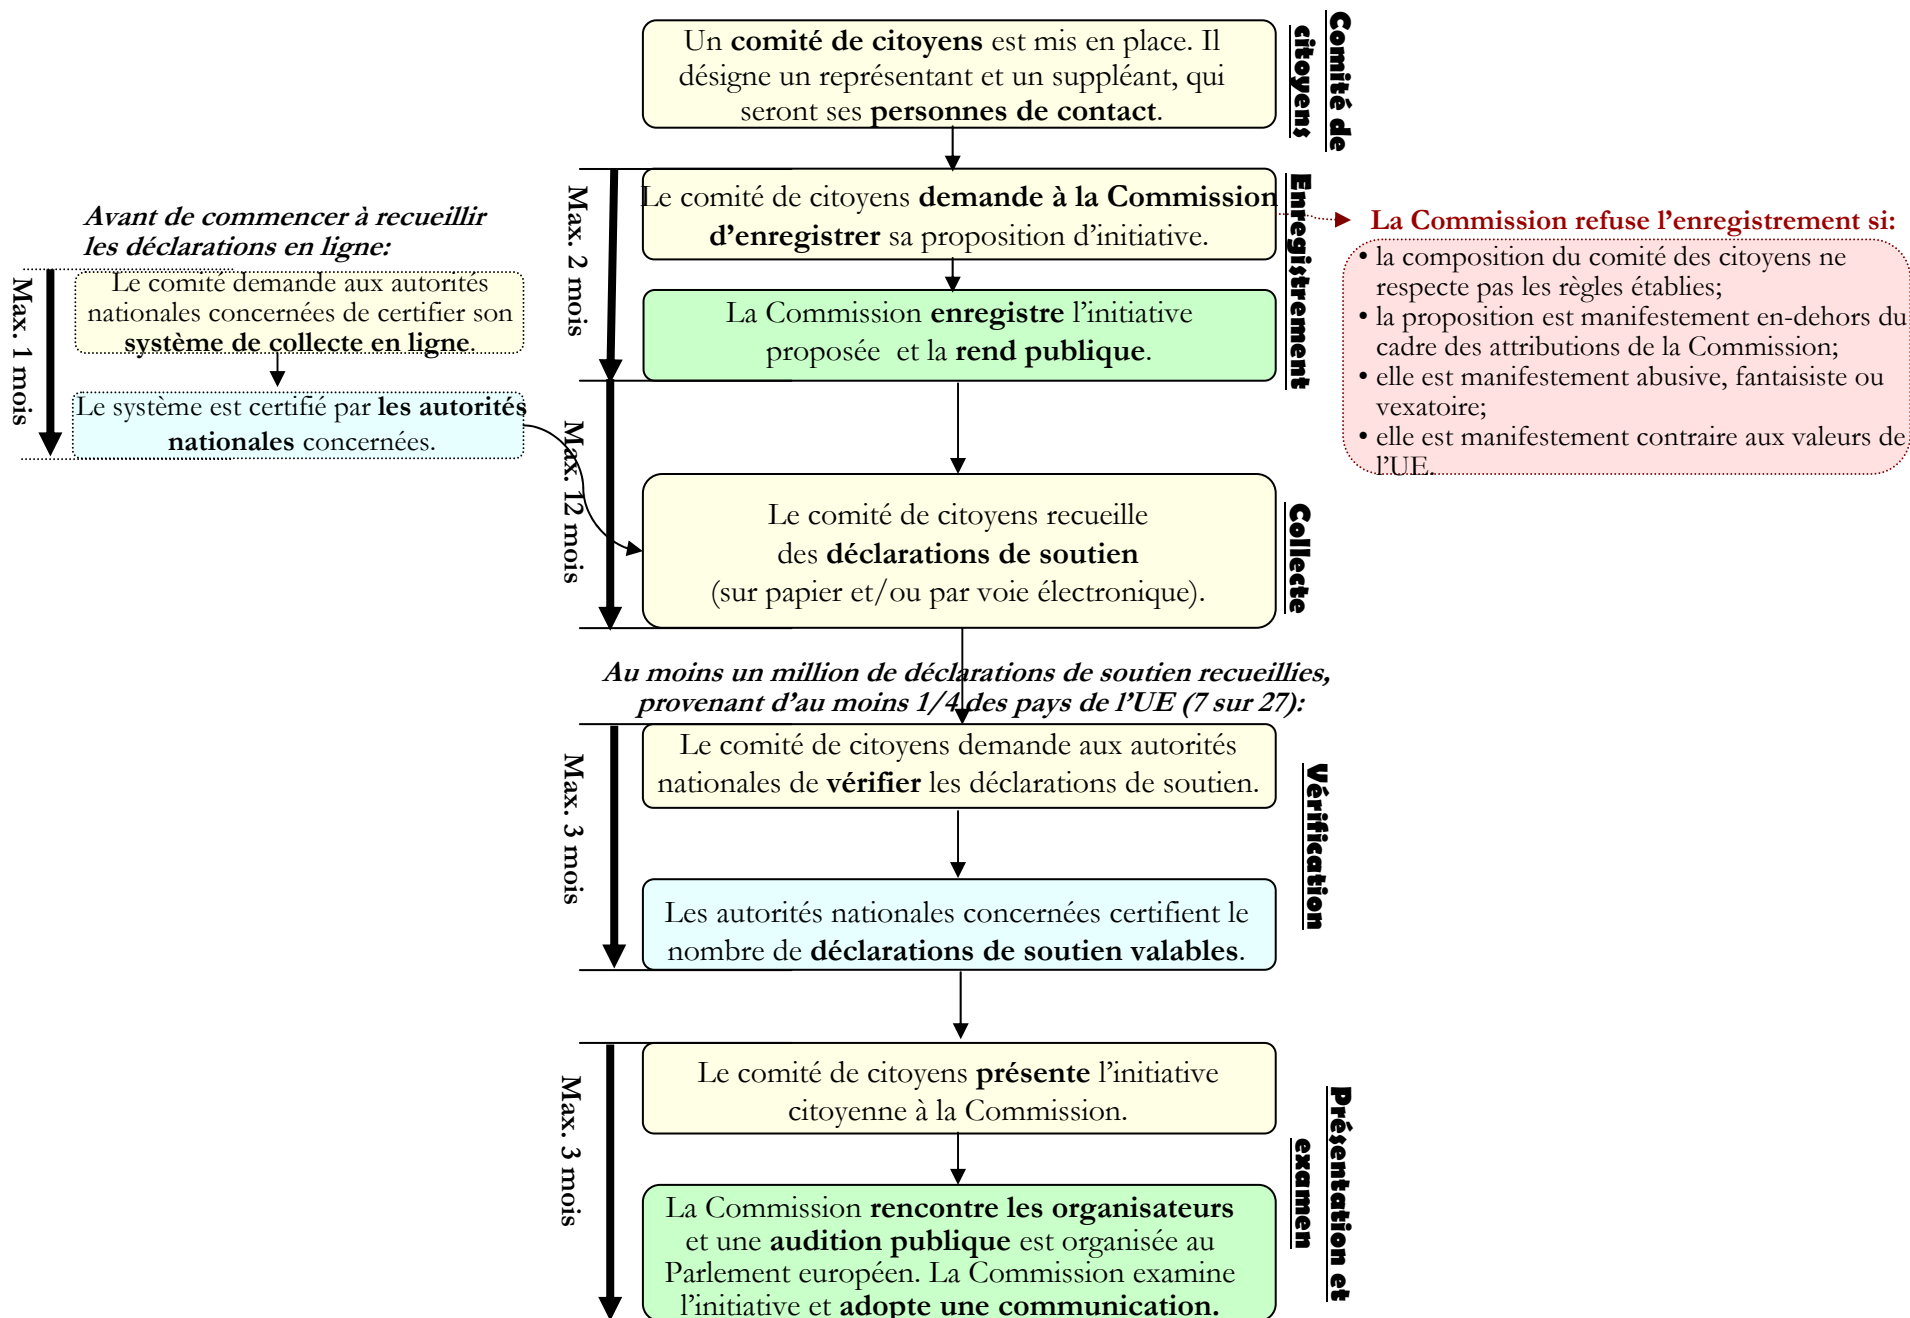 Comité de
citoyens
Un comité de citoyens est mis en place. Il
désigne un représentant et un suppléant, qui
seront ses personnes de contact.
Enregistrement
Max. 2 mois
Le comité de citoyens demande à la Commission
d’enregistrer sa proposition d’initiative.
La Commission enregistre l’initiative
proposée et la rend publique.
La Commission refuse l’enregistrement si:
• la composition du comité des citoyens ne
respecte pas les règles établies;
• la proposition est manifestement en-dehors du
cadre des attributions de la Commission;
• elle est manifestement abusive, fantaisiste ou
vexatoire;
• elle est manifestement contraire aux valeurs de
l’UE.
Avant de commencer à recueillir
les déclarations en ligne:
Max. 1 mois
Le comité demande aux autorités
nationales concernées de certifier son
système de collecte en ligne.
Le système est certifié par les autorités
nationales concernées.
Max. 12 mois
Collecte
Le comité de citoyens recueille
des déclarations de soutien
(sur papier et/ou par voie électronique).
Au moins un million de déclarations de soutien recueillies,
provenant d’au moins 1/4 des pays de l’UE (7 sur 27):
Max. 3 mois
Vérification
Le comité de citoyens demande aux autorités
nationales de vérifier les déclarations de soutien.
Les autorités nationales concernées certifient le
nombre de déclarations de soutien valables.
Max. 3 mois
Présentation et
examen
Le comité de citoyens présente l’initiative
citoyenne à la Commission.
La Commission rencontre les organisateurs
et une audition publique est organisée au
Parlement européen. La Commission examine
l’initiative et adopte une communication.